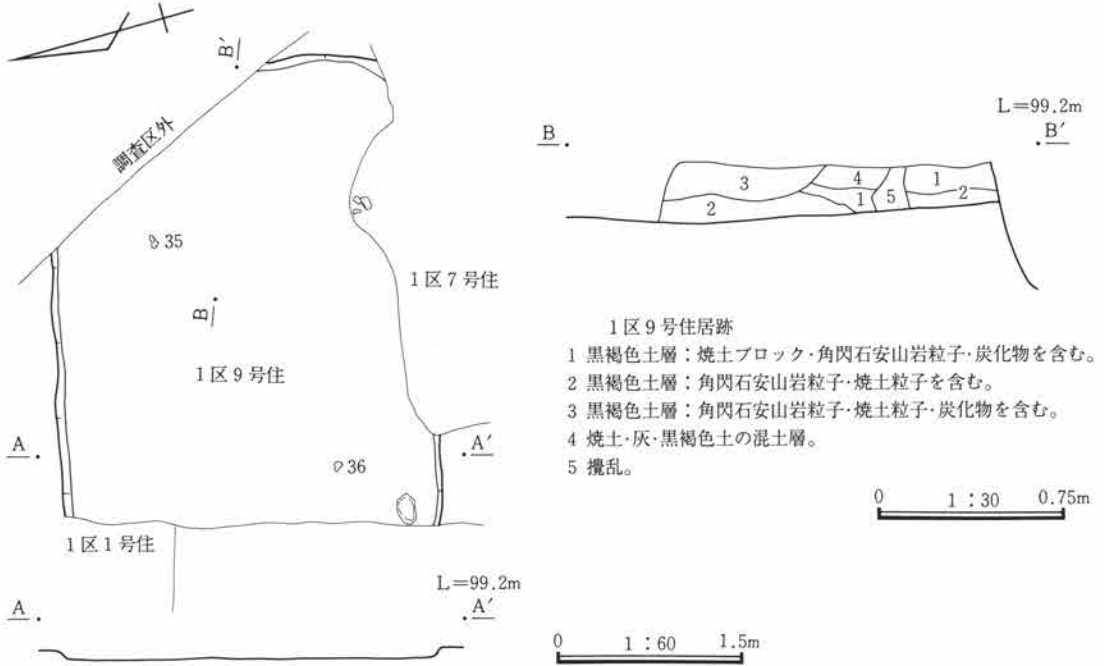 B′
調査区外
35
1区7号住
B
1区9号住
A
A′
36
1区1号住
L=99.2m
A
A′
0 1:60 1.5m
L=99.2m
B
B′
3
4
1
2
1
5
2
1区9号住居跡
1 黒褐色土層:焼土ブロック・角閃石安山岩粒子・炭化物を含む。
2 黒褐色土層:角閃石安山岩粒子・焼土粒子を含む。
3 黒褐色土層:角閃石安山岩粒子・焼土粒子・炭化物を含む。
4 焼土・灰・黒褐色土の混土層。
5 攪乱。
0 1:30 0.75m